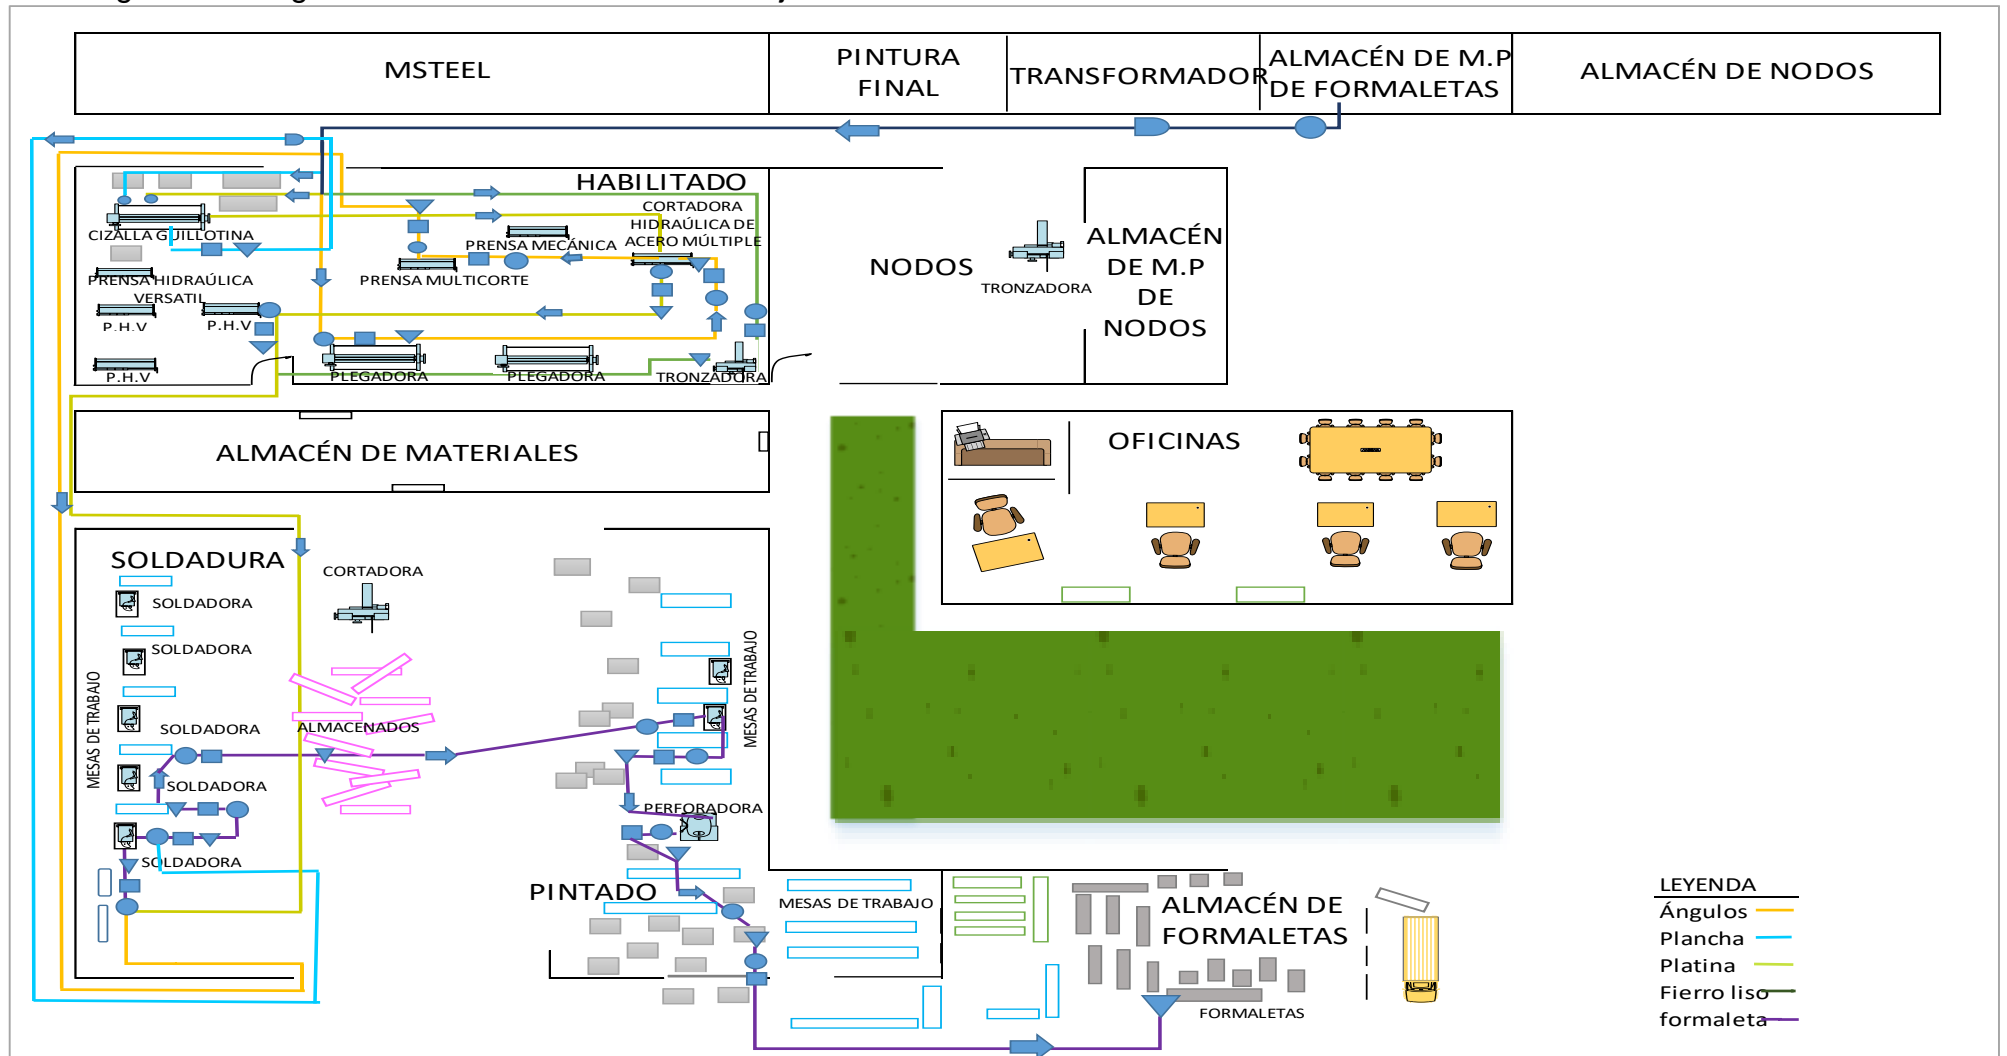 MSTEEL
PINTURA
FINAL
TRANSFORMADOR
ALMACÉN DE M.P
DE FORMALETAS
ALMACÉN DE NODOS
HABILITADO
CORTADORA
HIDRAÚLICA DE
ACERO MÚLTIPLE
CIZALLA GUILLOTINA
PRENSA MECÁNICA
PRENSA HIDRAÚLICA
VERSATIL
PRENSA MULTICORTE
P.H.V
P.H.V
P.H.V
PLEGADORA
PLEGADORA
TRONZADORA
NODOS
TRONZADORA
ALMACÉN
DE M.P
DE
NODOS
ALMACÉN DE MATERIALES
OFICINAS
SOLDADURA
CORTADORA
SOLDADORA
SOLDADORA
SOLDADORA
SOLDADORA
SOLDADORA
MESAS DE TRABAJO
ALMACENADOS
MESAS DE TRABAJO
PERFORADORA
PINTADO
MESAS DE TRABAJO
ALMACÉN DE
FORMALETAS
FORMALETAS
LEYENDA
Ángulos
Plancha
Platina
Fierro liso
formaleta